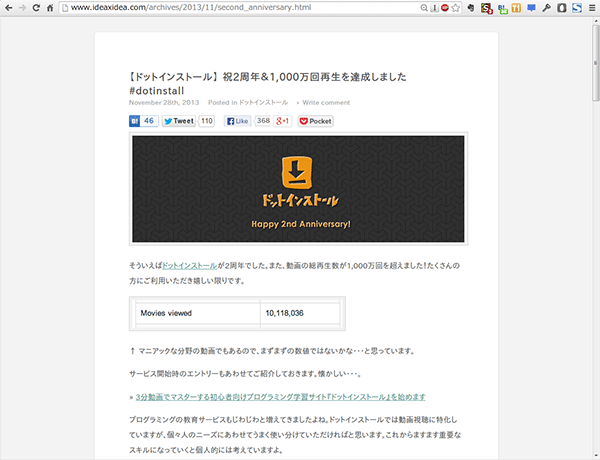 www.ideaxidea.com/archives/2013/11/second_anniversary.html
【ドットインストール】 祝2周年＆1,000万回再生を達成しました
#dotinstall
November 28th, 2013 Posted in ドットインストール » Write comment
B! 46 Tweet 110 Like 368 +1 Pocket
ドットインストール
Happy 2nd Anniversary!
そういえばドットインストールが2周年でした。また、動画の総再生数が1,000万回を超えました！たくさんの
方にご利用いただき嬉しい限りです。
Movies viewed 10,118,036
↑ マニアックな分野の動画でもあるので、まずまずの数値ではないかな・・・と思っています。
サービス開始時のエントリーもあわせてご紹介しておきます。懐かしい・・・。
» 3分動画でマスターする初心者向けプログラミング学習サイト『ドットインストール』を始めます
プログラミングの教育サービスもじわじわと増えてきましたよね。ドットインストールでは動画視聴に特化し
ていますが、個々人のニーズにあわせてうまく使い分けていただければと思います。これからますます重要な
スキルになっていくと個人的には考えていますよ。